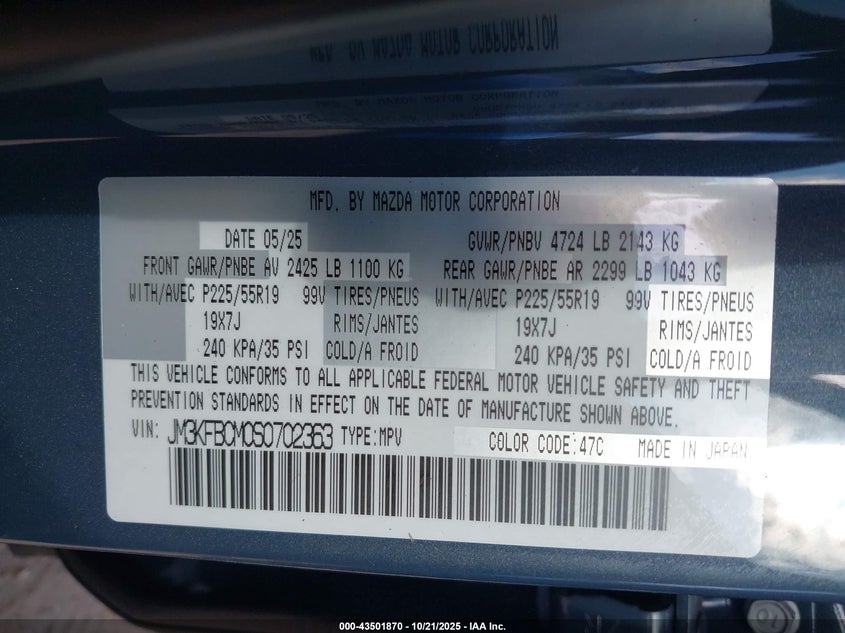 MFD. BY MAZDA MOTOR CORPORATION
DATE 05/25 GVWR/PNBV 4724 LB 2143 KG
FRONT GAWR/PNBE AV 2425 LB 1100 KG REAR GAWR/PNBE AR 2299 LB 1043 KG
WITH/AVEC P225/55R19 99V TIRES/PNEUS WITH/AVEC P225/55R19 99V TIRES/PNEUS
19X7J RIMS/JANTES 19X7J RIMS/JANTES
240 KPA/35 PSI COLD/A FROID 240 KPA/35 PSI COLD/A FROID
THIS VEHICLE CONFORMS TO ALL APPLICABLE FEDERAL MOTOR VEHICLE SAFETY AND THEFT
PREVENTION STANDARDS IN EFFECT ON THE DATE OF MANUFACTURE SHOWN ABOVE.
VIN: JM3KFBCM0S0702363 TYPE:MPV COLOR CODE:47C MADE IN JAPAN
000-43501870 - 10/21/2025 - IAA Inc.